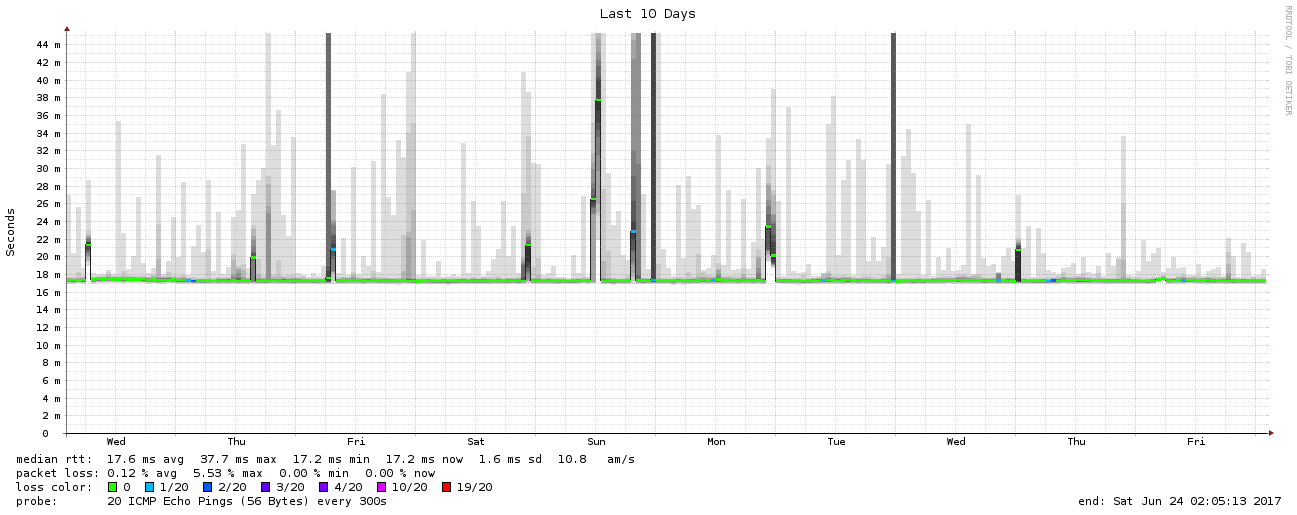 Last 10 Days
RRDTOOL / TOBI OETIKER
Seconds
44 m
42 m
40 m
38 m
36 m
34 m
32 m
30 m
28 m
26 m
24 m
22 m
20 m
18 m
16 m
14 m
12 m
10 m
8 m
6 m
4 m
2 m
0
Wed Thu Fri Sat Sun Mon Tue Wed Thu Fri
median rtt: 17.6 ms avg 37.7 ms max 17.2 ms min 17.2 ms now 1.6 ms sd 10.8 am/s
packet loss: 0.12 % avg 5.53 % max 0.00 % min 0.00 % now
loss color: 0 1/20 2/20 3/20 4/20 10/20 19/20
probe: 20 ICMP Echo Pings (56 Bytes) every 300s
end: Sat Jun 24 02:05:13 2017